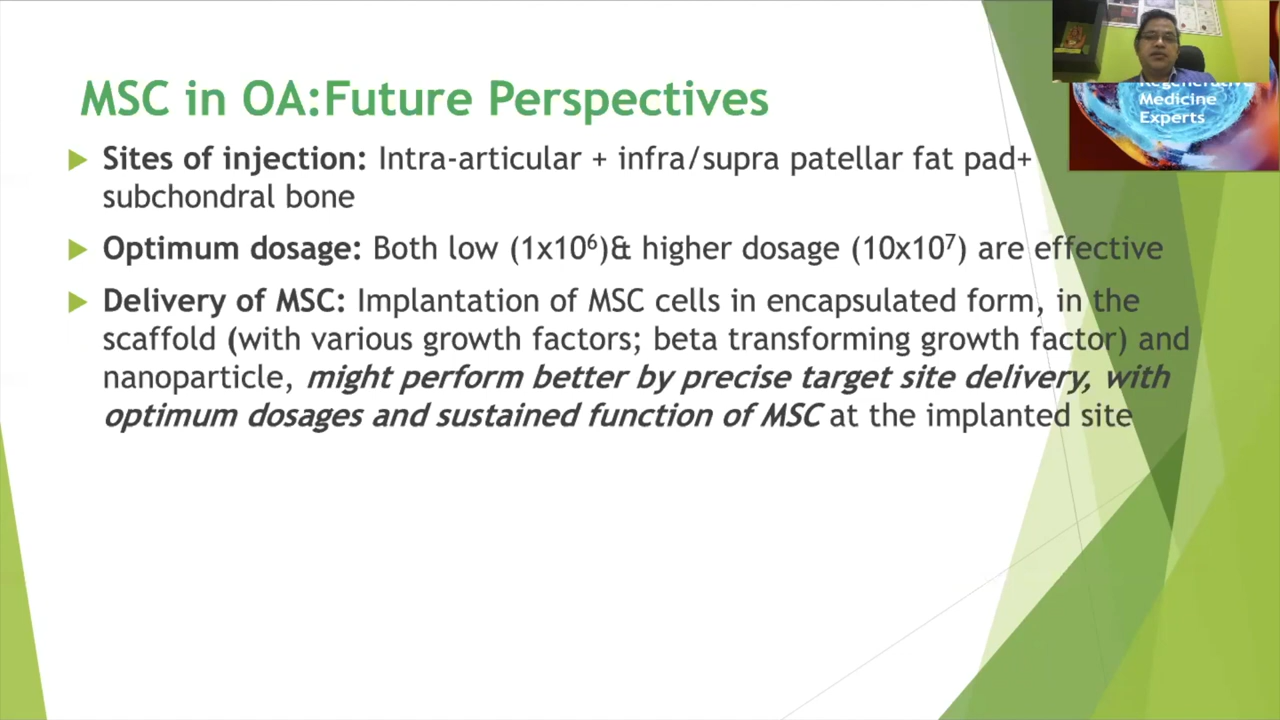 MSC in OA:Future Perspectives
Sites of injection: Intra-articular + infra/supra patellar fat pad+
subchondral bone
Optimum dosage: Both low (1x10⁶)& higher dosage (10x10⁷) are effective
Delivery of MSC: Implantation of MSC cells in encapsulated form, in the
scaffold (with various growth factors; beta transforming growth factor) and
nanoparticle, might perform better by precise target site delivery, with
optimum dosages and sustained function of MSC at the implanted site
Regenerative
Medicine
Experts